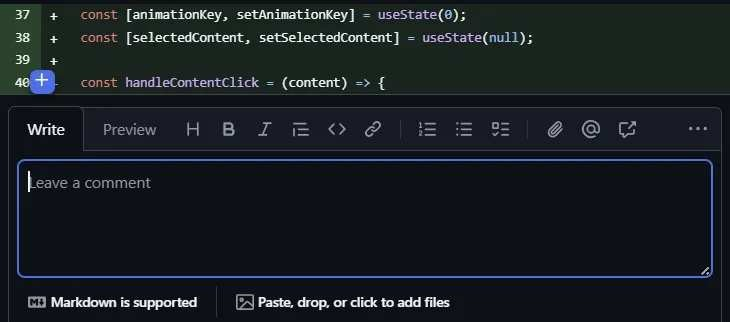 37 + const [animationKey, setAnimationKey] = useState(0);
38 + const [selectedContent, setSelectedContent] = useState(null);
39 +
40 + const handleContentClick = (content) => {
Write Preview H B I
Leave a comment
Markdown is supported Paste, drop, or click to add files